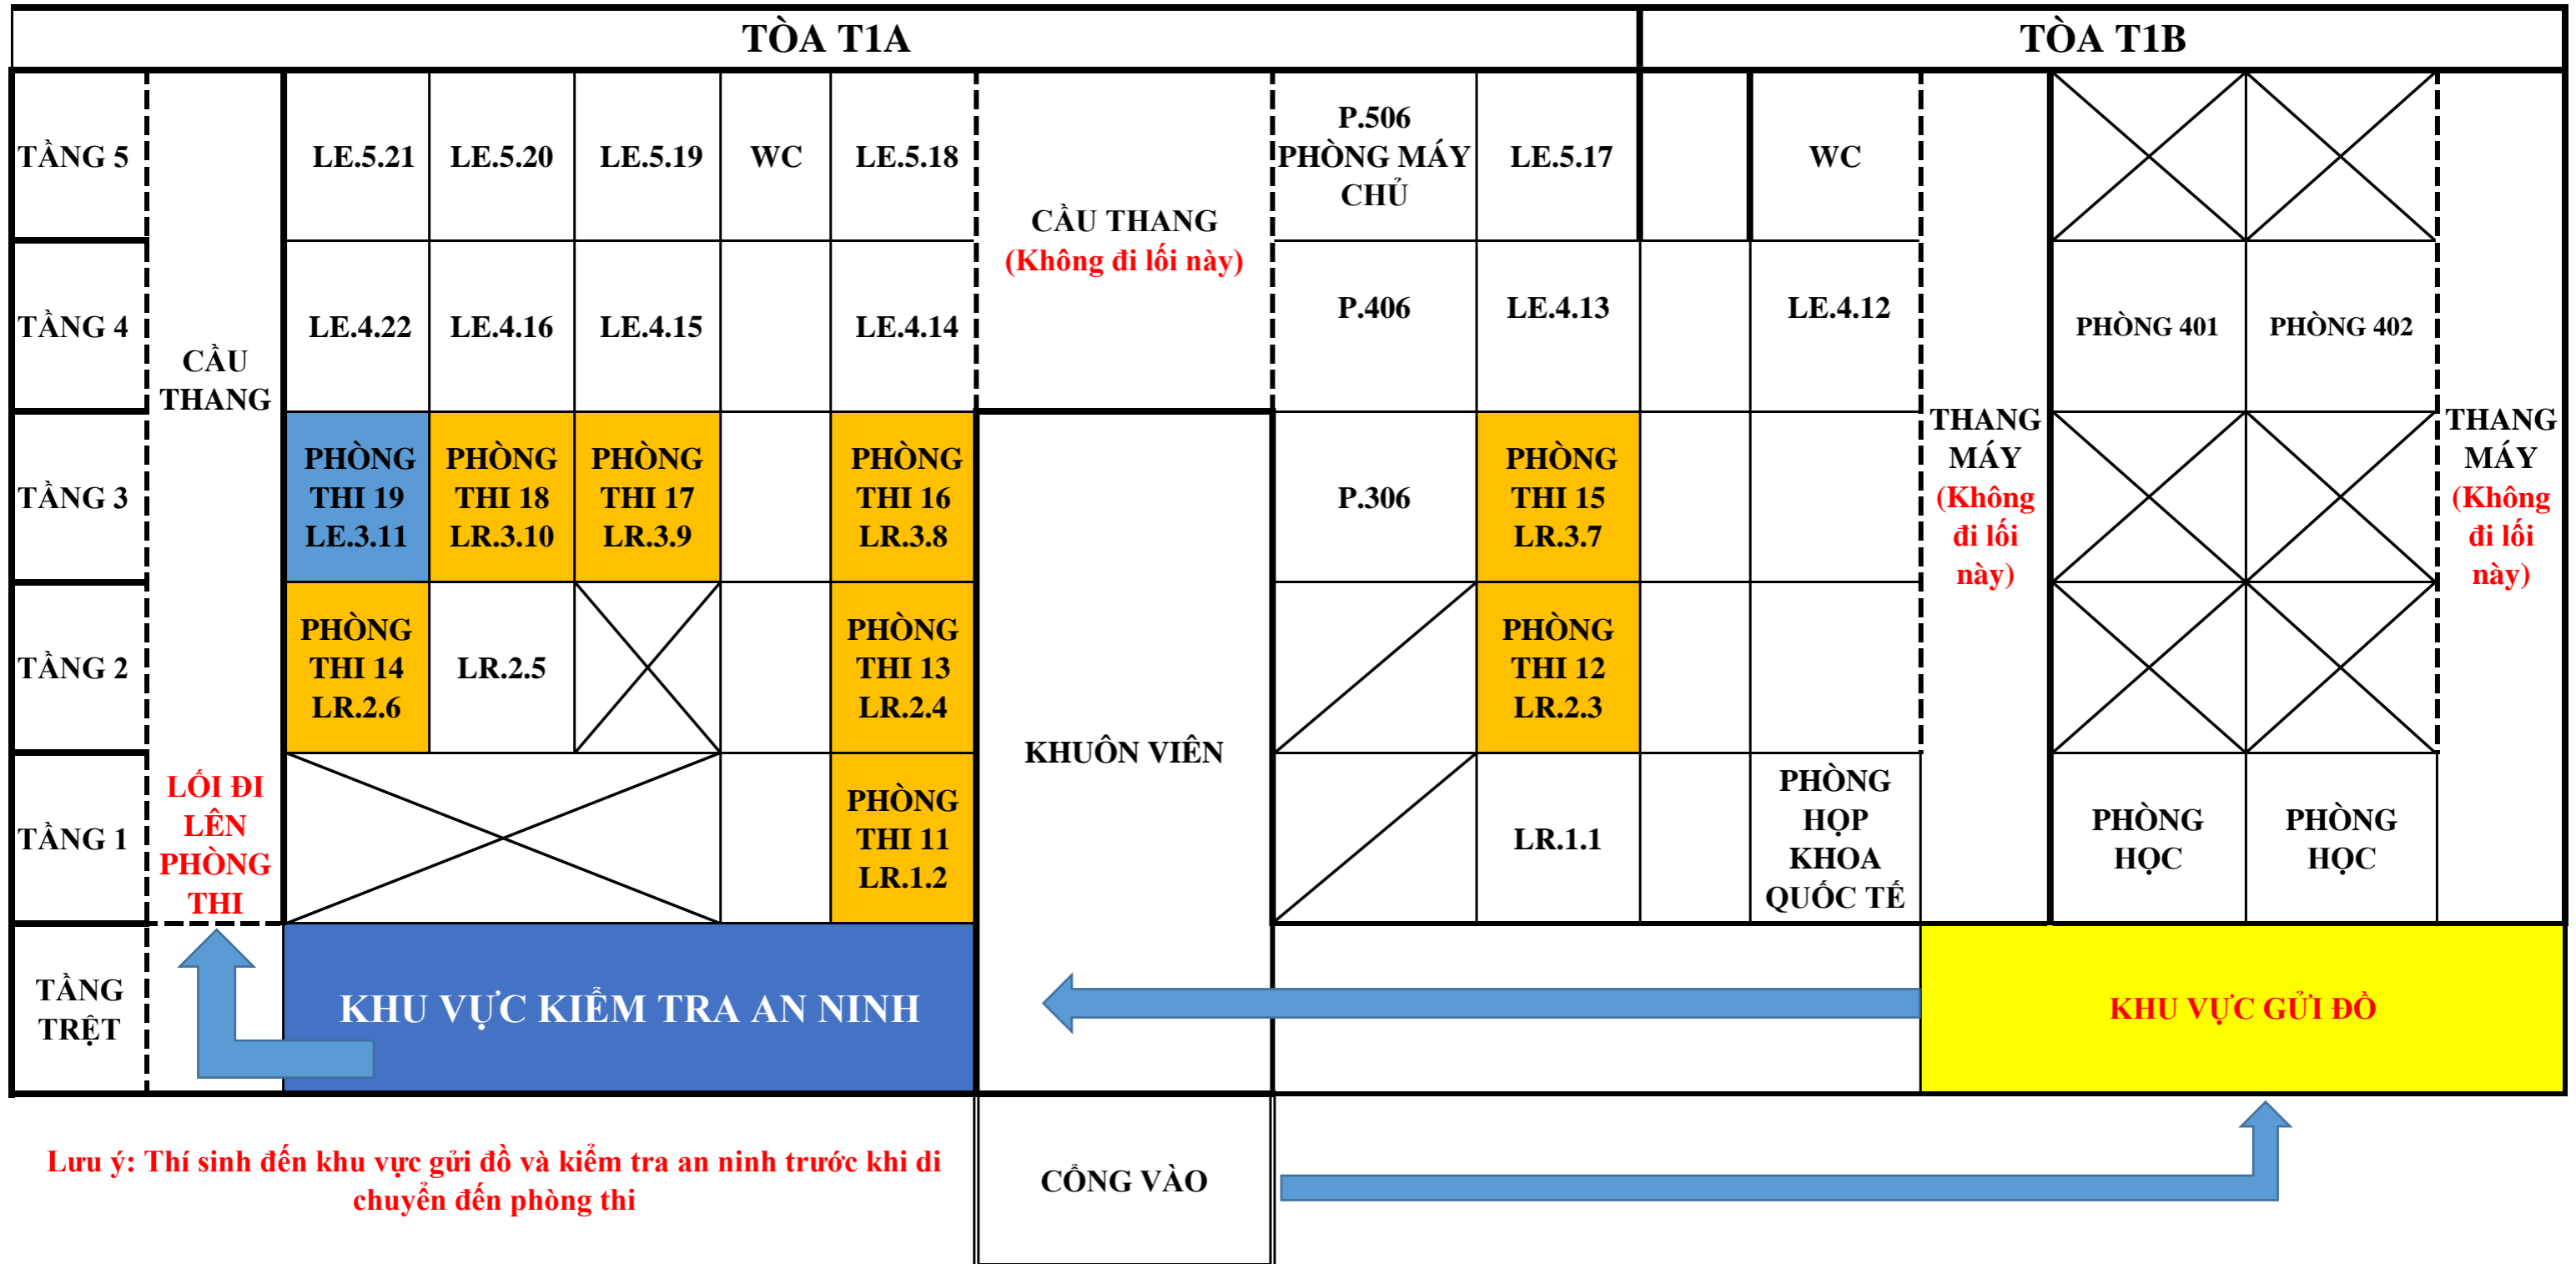 TÒA T1A
TÒA T1B
TẦNG 5
LE.5.21
LE.5.20
LE.5.19
WC
LE.5.18
P.506
PHÒNG MÁY
CHỦ
LE.5.17
WC
CẦU THANG
(Không đi lối này)
TẦNG 4
LE.4.22
LE.4.16
LE.4.15
LE.4.14
P.406
LE.4.13
LE.4.12
PHÒNG 401
PHÒNG 402
CẦU
THANG
TẦNG 3
PHÒNG
THI 19
LE.3.11
PHÒNG
THI 18
LR.3.10
PHÒNG
THI 17
LR.3.9
PHÒNG
THI 16
LR.3.8
P.306
PHÒNG
THI 15
LR.3.7
THANG
MÁY
(Không
đi lối
này)
THANG
MÁY
(Không
đi lối
này)
TẦNG 2
PHÒNG
THI 14
LR.2.6
LR.2.5
PHÒNG
THI 13
LR.2.4
PHÒNG
THI 12
LR.2.3
KHUÔN VIÊN
TẦNG 1
LỐI ĐI
LÊN
PHÒNG
THI
PHÒNG
THI 11
LR.1.2
LR.1.1
PHÒNG
HỌP
KHOA
QUỐC TẾ
PHÒNG
HỌC
PHÒNG
HỌC
TẦNG
TRỆT
KHU VỰC KIỂM TRA AN NINH
KHU VỰC GỬI ĐỒ
Lưu ý: Thí sinh đến khu vực gửi đồ và kiểm tra an ninh trước khi di
chuyển đến phòng thi
CỔNG VÀO